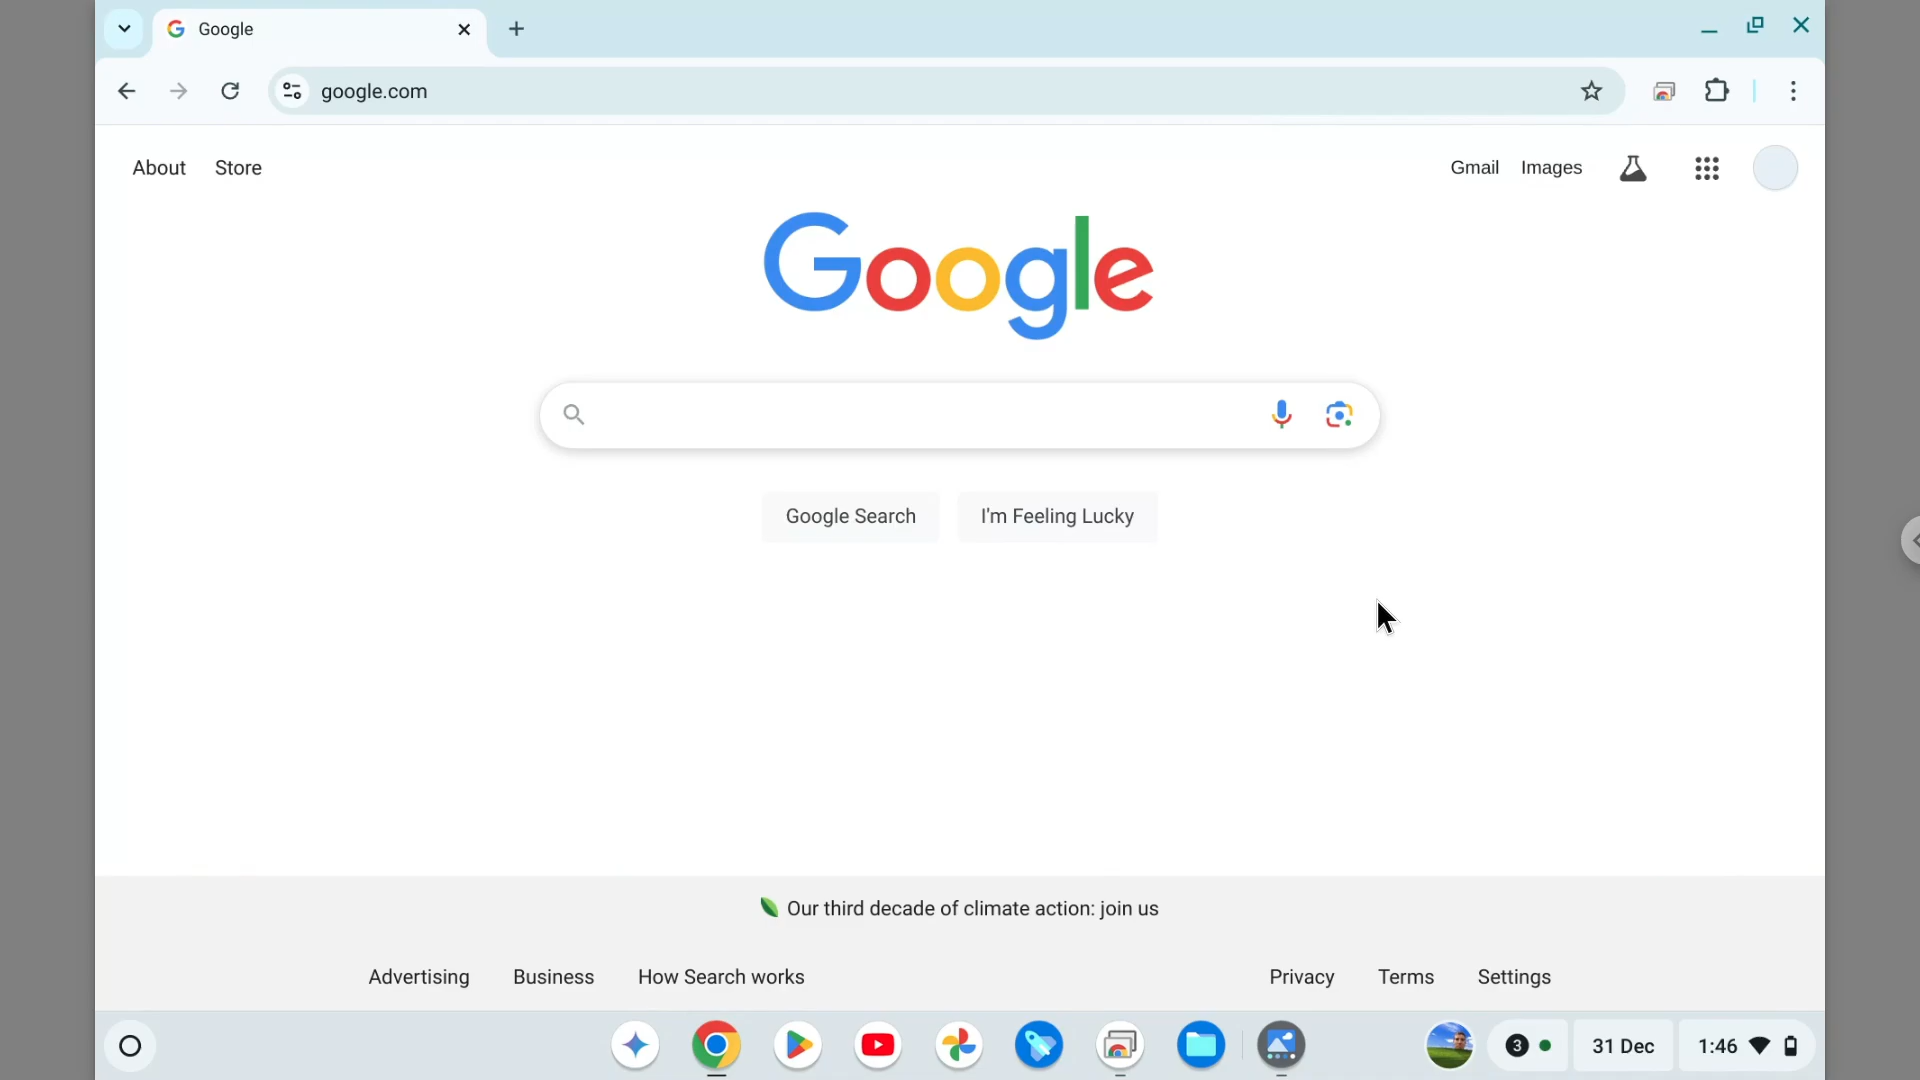 Google
google.com
About Store Gmail Images
Google
Google Search I'm Feeling Lucky
Our third decade of climate action: join us
Advertising Business How Search works Privacy Terms Settings
3 31 Dec 1:46